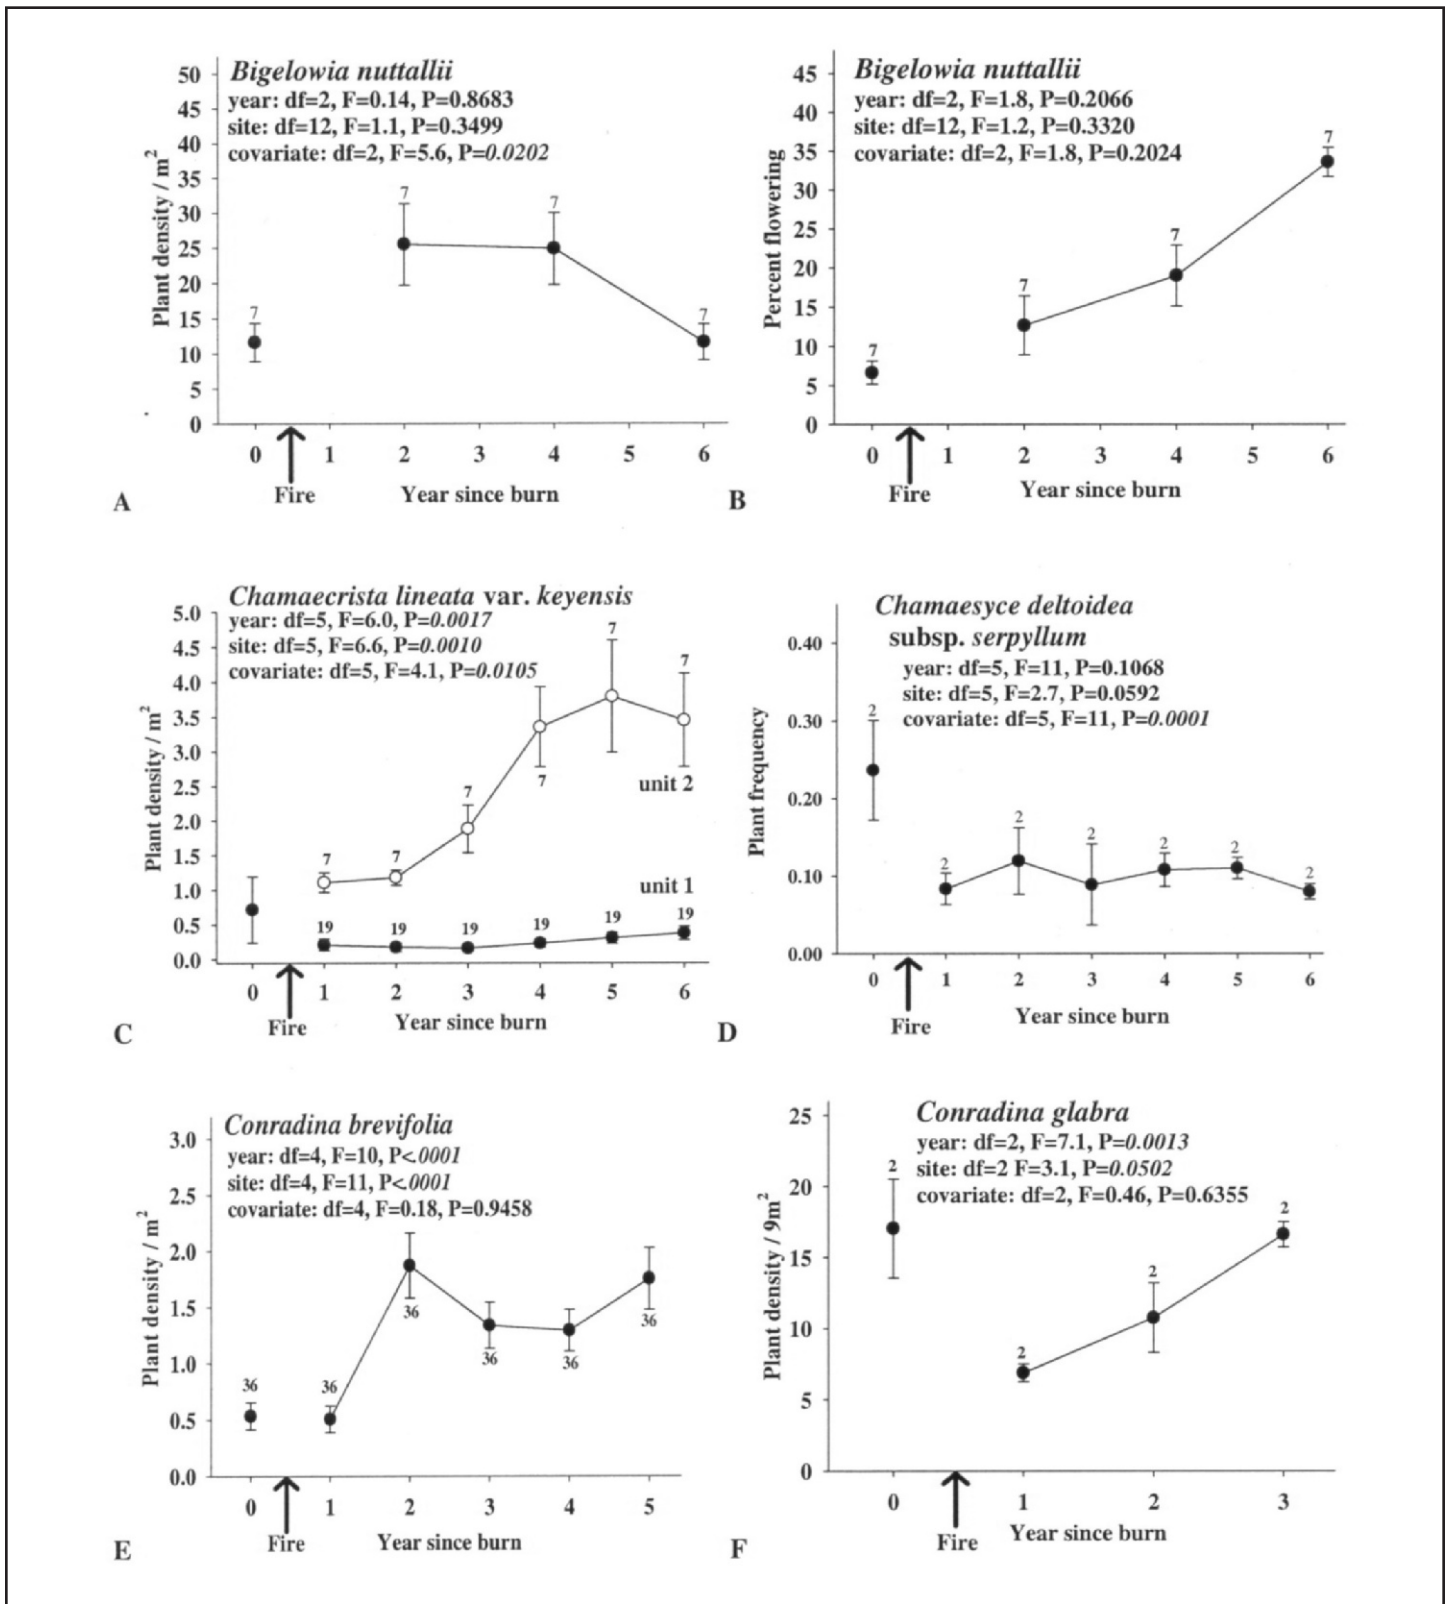 Bigelowia nuttallii
year: df=2, F=0.14, P=0.8683
site: df=12, F=1.1, P=0.3499
covariate: df=2, F=5.6, P=0.0202
Plant density / m²
50
45
40
35
30
25
20
15
10
5
0
7
7
7
7
0
1
2
3
4
5
6
Fire
Year since burn
A
Bigelowia nuttallii
year: df=2, F=1.8, P=0.2066
site: df=12, F=1.2, P=0.3320
covariate: df=2, F=1.8, P=0.2024
Percent flowering
45
40
35
30
25
20
15
10
5
0
7
7
7
7
0
1
2
3
4
5
6
Fire
Year since burn
B
Chamaecrista lineata var. keyensis
year: df=5, F=6.0, P=0.0017
site: df=5, F=6.6, P=0.0010
covariate: df=5, F=4.1, P=0.0105
Plant density / m²
5.0
4.5
4.0
3.5
3.0
2.5
2.0
1.5
1.0
0.5
0.0
7
7
7
7
7
7
unit 2
unit 1
19
19
19
19
19
19
0
1
2
3
4
5
6
Fire
Year since burn
C
Chamaesyce deltoidea
subsp. serpyllum
year: df=5, F=11, P=0.1068
site: df=5, F=2.7, P=0.0592
covariate: df=5, F=11, P=0.0001
Plant frequency
0.40
0.30
0.20
0.10
0.00
2
2
2
2
2
2
2
0
1
2
3
4
5
6
Fire
Year since burn
D
Conradina brevifolia
year: df=4, F=10, P<.0001
site: df=4, F=11, P<.0001
covariate: df=4, F=0.18, P=0.9458
Plant density / m²
3.0
2.5
2.0
1.5
1.0
0.5
0.0
36
36
36
36
36
36
0
1
2
3
4
5
Fire
Year since burn
E
Conradina glabra
year: df=2, F=7.1, P=0.0013
site: df=2 F=3.1, P=0.0502
covariate: df=2, F=0.46, P=0.6355
Plant density / 9m²
25
20
15
10
5
0
2
2
2
2
0
1
2
3
Fire
Year since burn
F